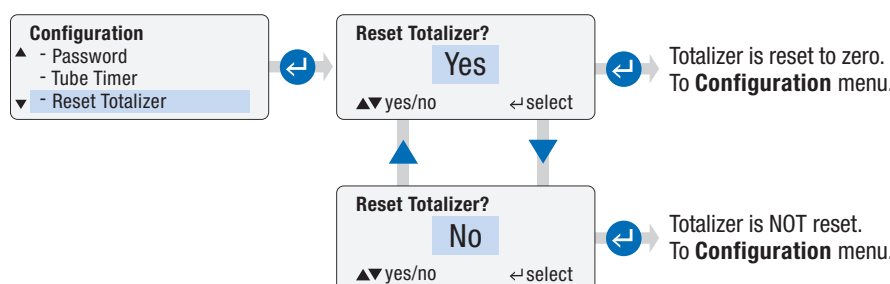 Configuration
▲ - Password
- Tube Timer
▼ - Reset Totalizer
Reset Totalizer?
Yes
▲▼ yes/no ↵ select
Totalizer is reset to zero.
To Configuration menu.
Reset Totalizer?
No
▲▼ yes/no ↵ select
Totalizer is NOT reset.
To Configuration menu.